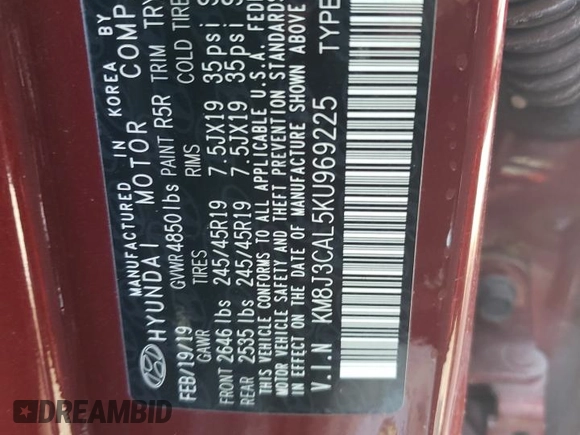 MANUFACTURED IN KOREA BY
HYUNDAI MOTOR COMP
GVWR 4850 lbs PAINT R5R TRIM TRY
FEB/19/19
GAWR TIRES RIMS COLD TIRE
FRONT 2646 lbs 245/45R19 7.5JX19 35psi S
REAR 2535 lbs 245/45R19 7.5JX19 35psi S
THIS VEHICLE CONFORMS TO ALL APPLICABLE U.S.A. FEDE
MOTOR VEHICLE SAFETY AND THEFT PREVENTION STANDARDS
IN EFFECT ON THE DATE OF MANUFACTURE SHOWN ABOVE
V.I.N KM8J3CAL5KU969225 TYPE
DREAMBID